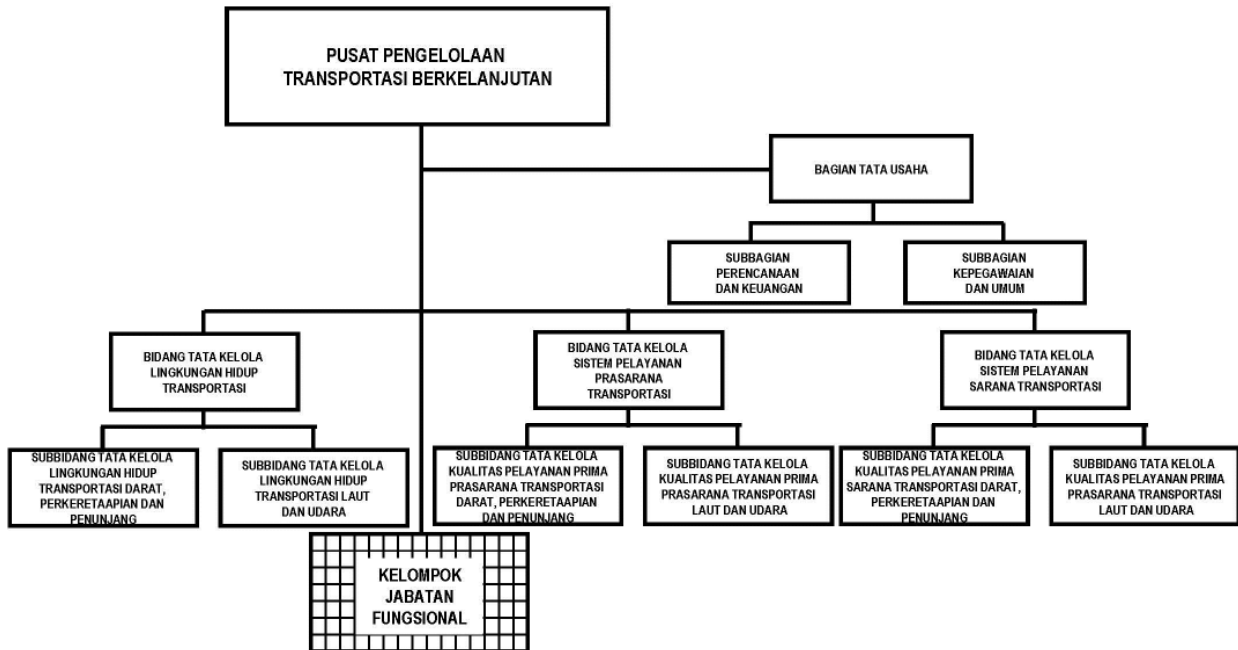 PUSAT PENGELOLAAN
TRANSPORTASI BERKELANJUTAN
BAGIAN TATA USAHA
SUBBAGIAN
PERENCANAAN
DAN KEUANGAN
SUBBAGIAN
KEPEGAWAIAN
DAN UMUM
BIDANG TATA KELOLA
LINGKUNGAN HIDUP
TRANSPORTASI
BIDANG TATA KELOLA
SISTEM PELAYANAN
PRASARANA
TRANSPORTASI
BIDANG TATA KELOLA
SISTEM PELAYANAN
SARANA TRANSPORTASI
SUBBIDANG TATA KELOLA
LINGKUNGAN HIDUP
TRANSPORTASI DARAT,
PERKERETAAPIAN DAN
PENUNJANG
SUBBIDANG TATA KELOLA
LINGKUNGAN HIDUP
TRANSPORTASI LAUT
DAN UDARA
SUBBIDANG TATA KELOLA
KUALITAS PELAYANAN PRIMA
PRASARANA TRANSPORTASI
DARAT, PERKERETAAPIAN
DAN PENUNJANG
SUBBIDANG TATA KELOLA
KUALITAS PELAYANAN PRIMA
PRASARANA TRANSPORTASI
LAUT DAN UDARA
SUBBIDANG TATA KELOLA
KUALITAS PELAYANAN PRIMA
SARANA TRANSPORTASI DARAT,
PERKERETAAPIAN DAN
PENUNJANG
SUBBIDANG TATA KELOLA
KUALITAS PELAYANAN PRIMA
PRASARANA TRANSPORTASI
LAUT DAN UDARA
KELOMPOK
JABATAN
FUNGSIONAL